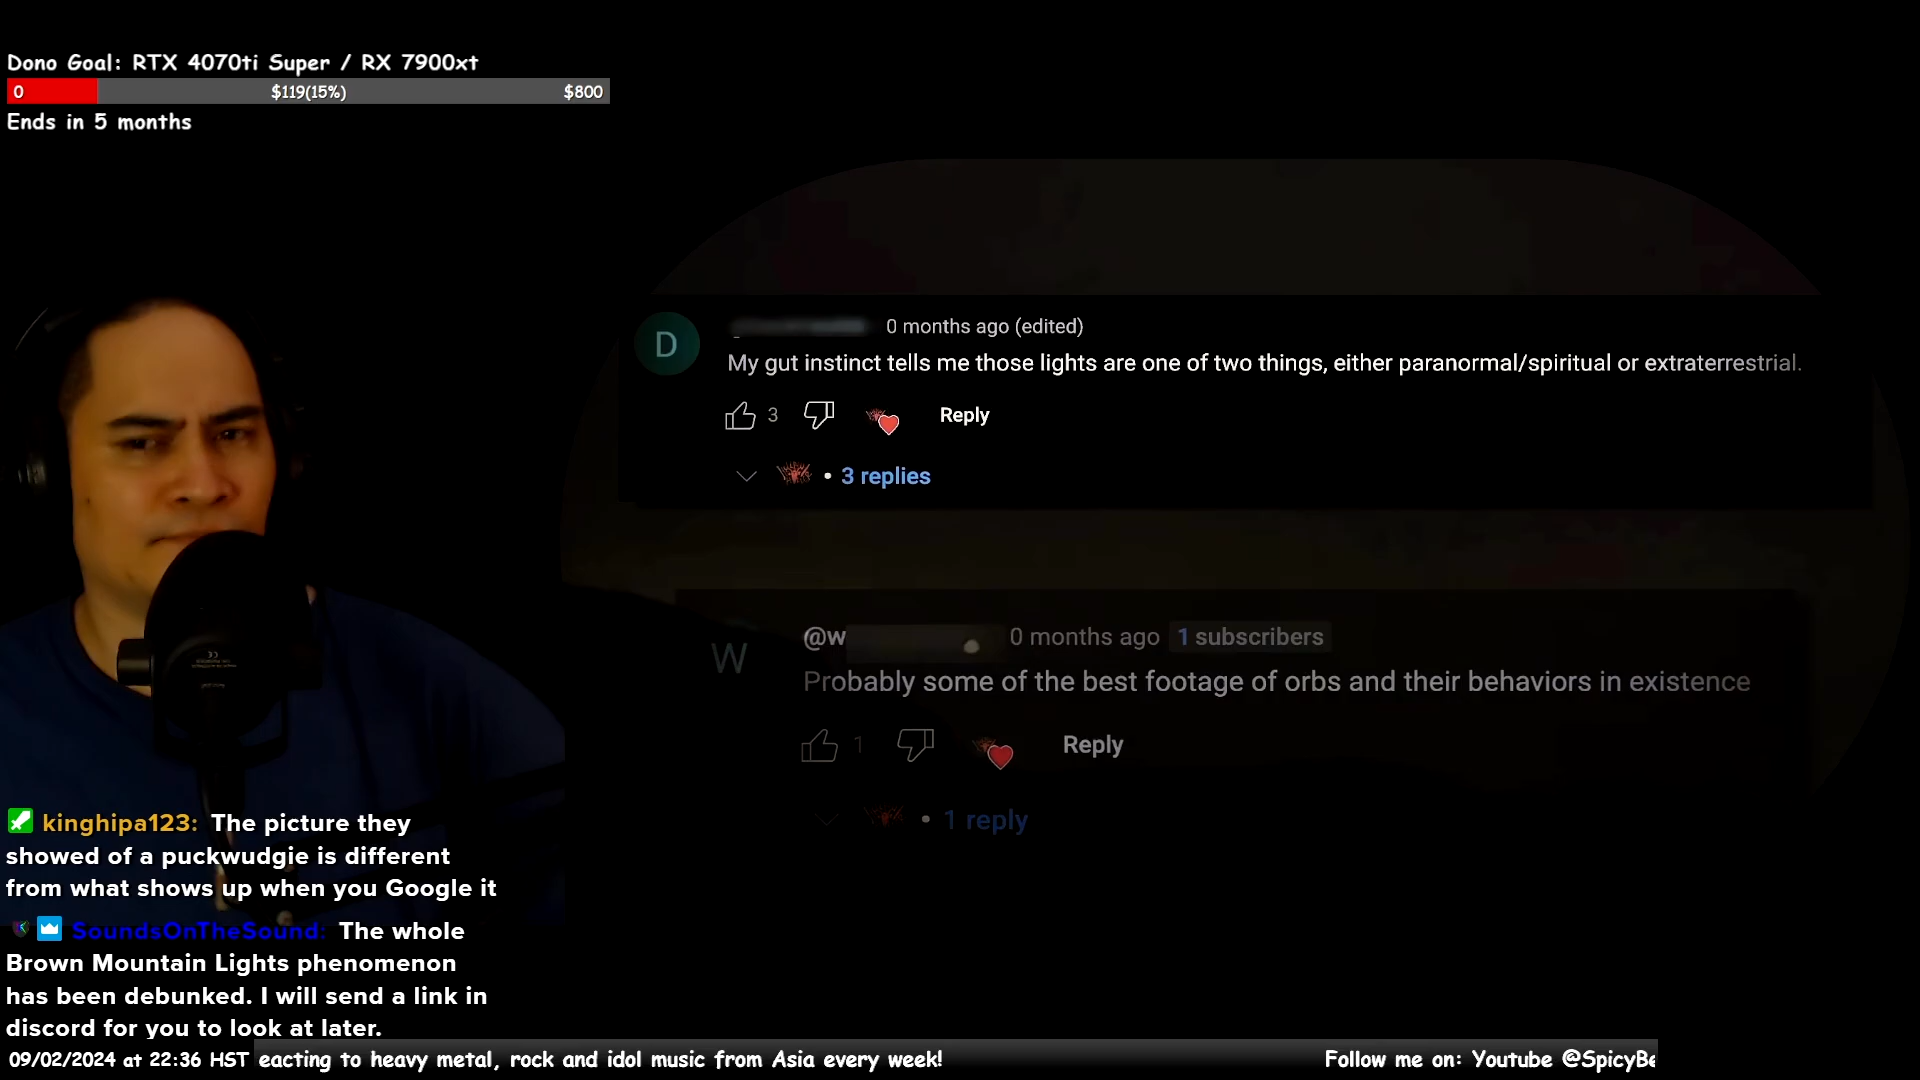 Dono Goal: RTX 4070ti Super / RX 7900xt
0 $119(15%) $800
Ends in 5 months
D
0 months ago (edited)
My gut instinct tells me those lights are one of two things, either paranormal/spiritual or extraterrestrial.
3 Reply
• 3 replies
W
@w 0 months ago 1 subscribers
Probably some of the best footage of orbs and their behaviors in existence
1 Reply
• 1 reply
kinghipa123: The picture they
showed of a puckwudgie is different
from what shows up when you Google it
SoundsOnTheSound: The whole
Brown Mountain Lights phenomenon
has been debunked. I will send a link in
discord for you to look at later.
09/02/2024 at 22:36 HST eacting to heavy metal, rock and idol music from Asia every week! Follow me on: Youtube @SpicyBe